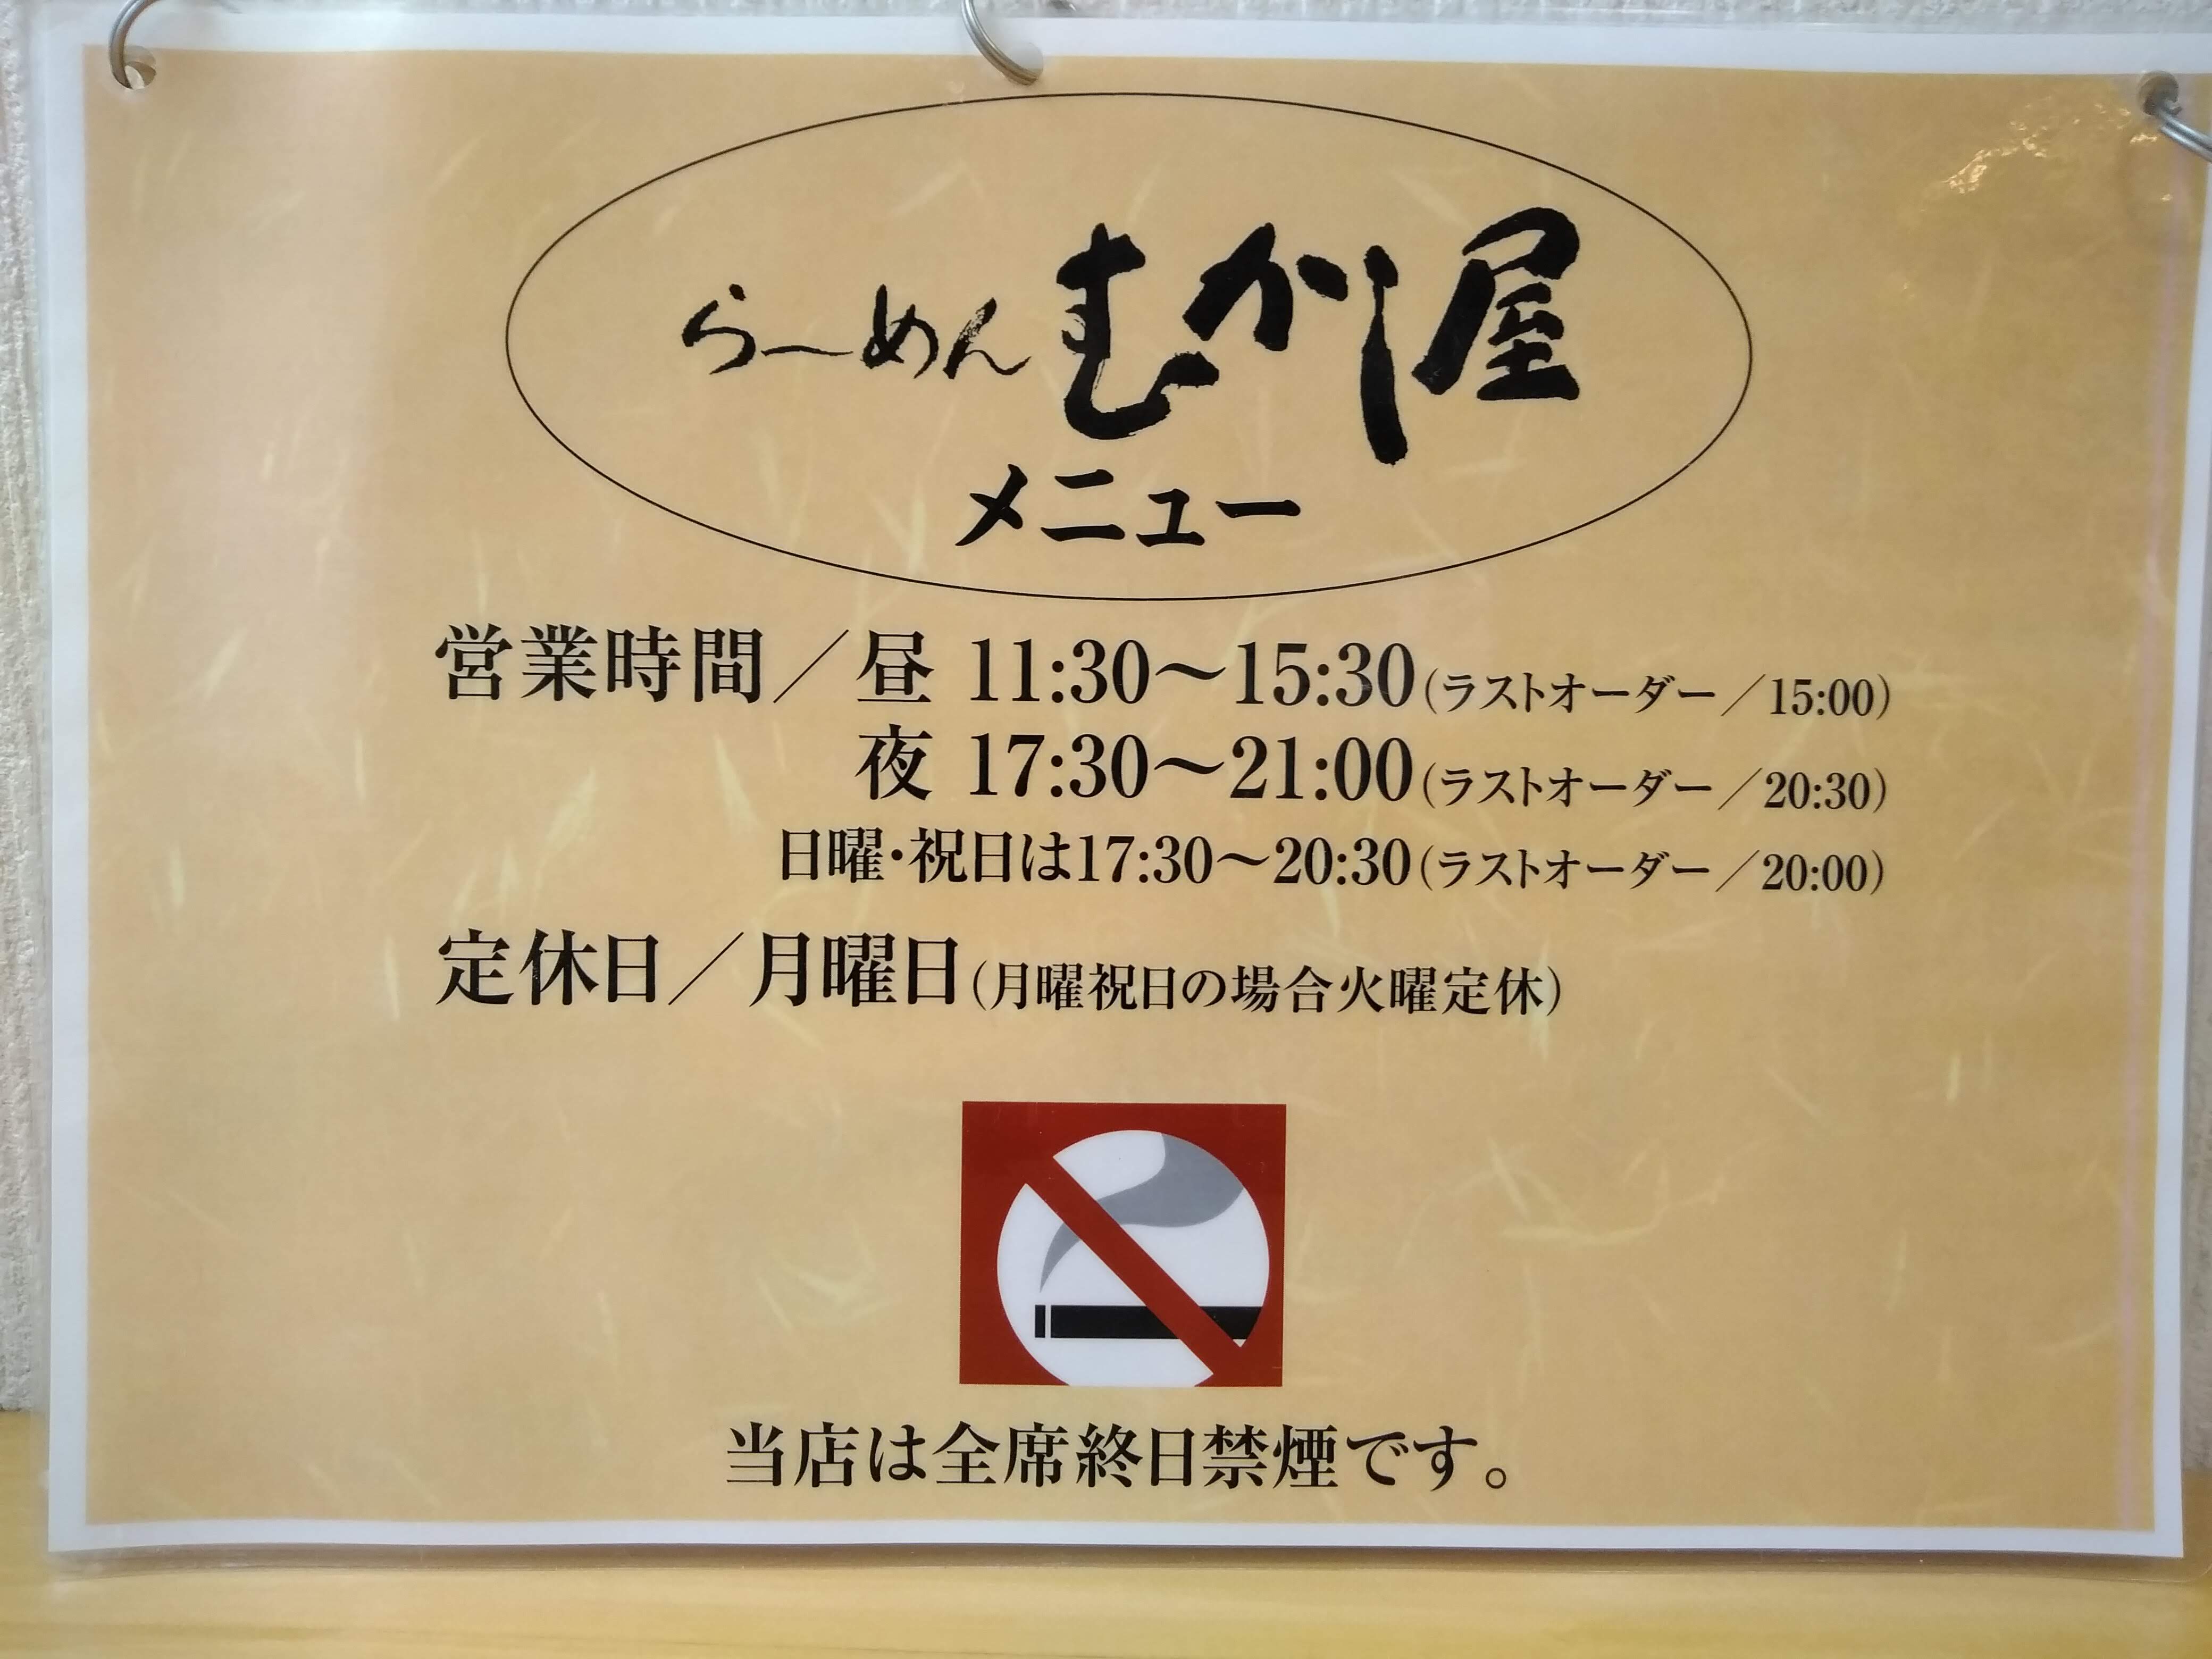 らーめん むかし屋
メニュー
営業時間／昼 11:30〜15:30(ラストオーダー／15:00)
夜 17:30〜21:00(ラストオーダー／20:30)
日曜・祝日は17:30〜20:30(ラストオーダー／20:00)
定休日／月曜日(月曜祝日の場合火曜定休)
当店は全席終日禁煙です。